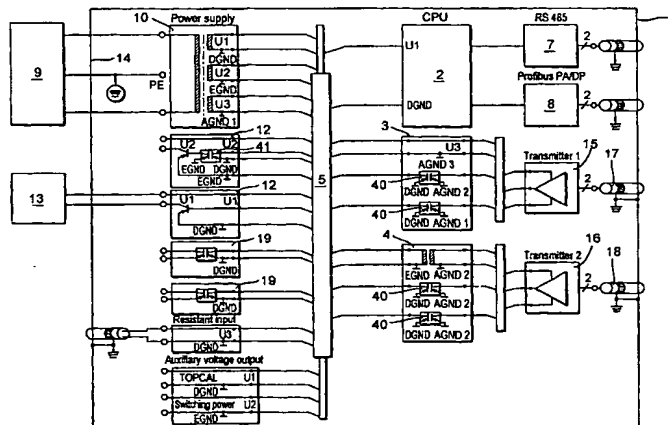 10 Power supply CPU RS 485
14 U1 U1 7 2
9 DGND 2 Profibus PA/DP
PE U2
EGND 8 2
U3 DGND
AGND 1
12 3
U2 U2 41 U3 Transmitter 1 15 17
AGND 3
EGND DGND 40
EGND DGND AGND 2 2
12 5 40
13 U1 DGND AGND 1
DGND
19 4 Transmitter 2 16 18
DGND EGND AGND 2
19 40
DGND DGND AGND 2 2
Resistant input 40
U3 DGND AGND 2
DGND
Auxiliary voltage output
TOPCAL U1
DGND
Switching power U2
EGND